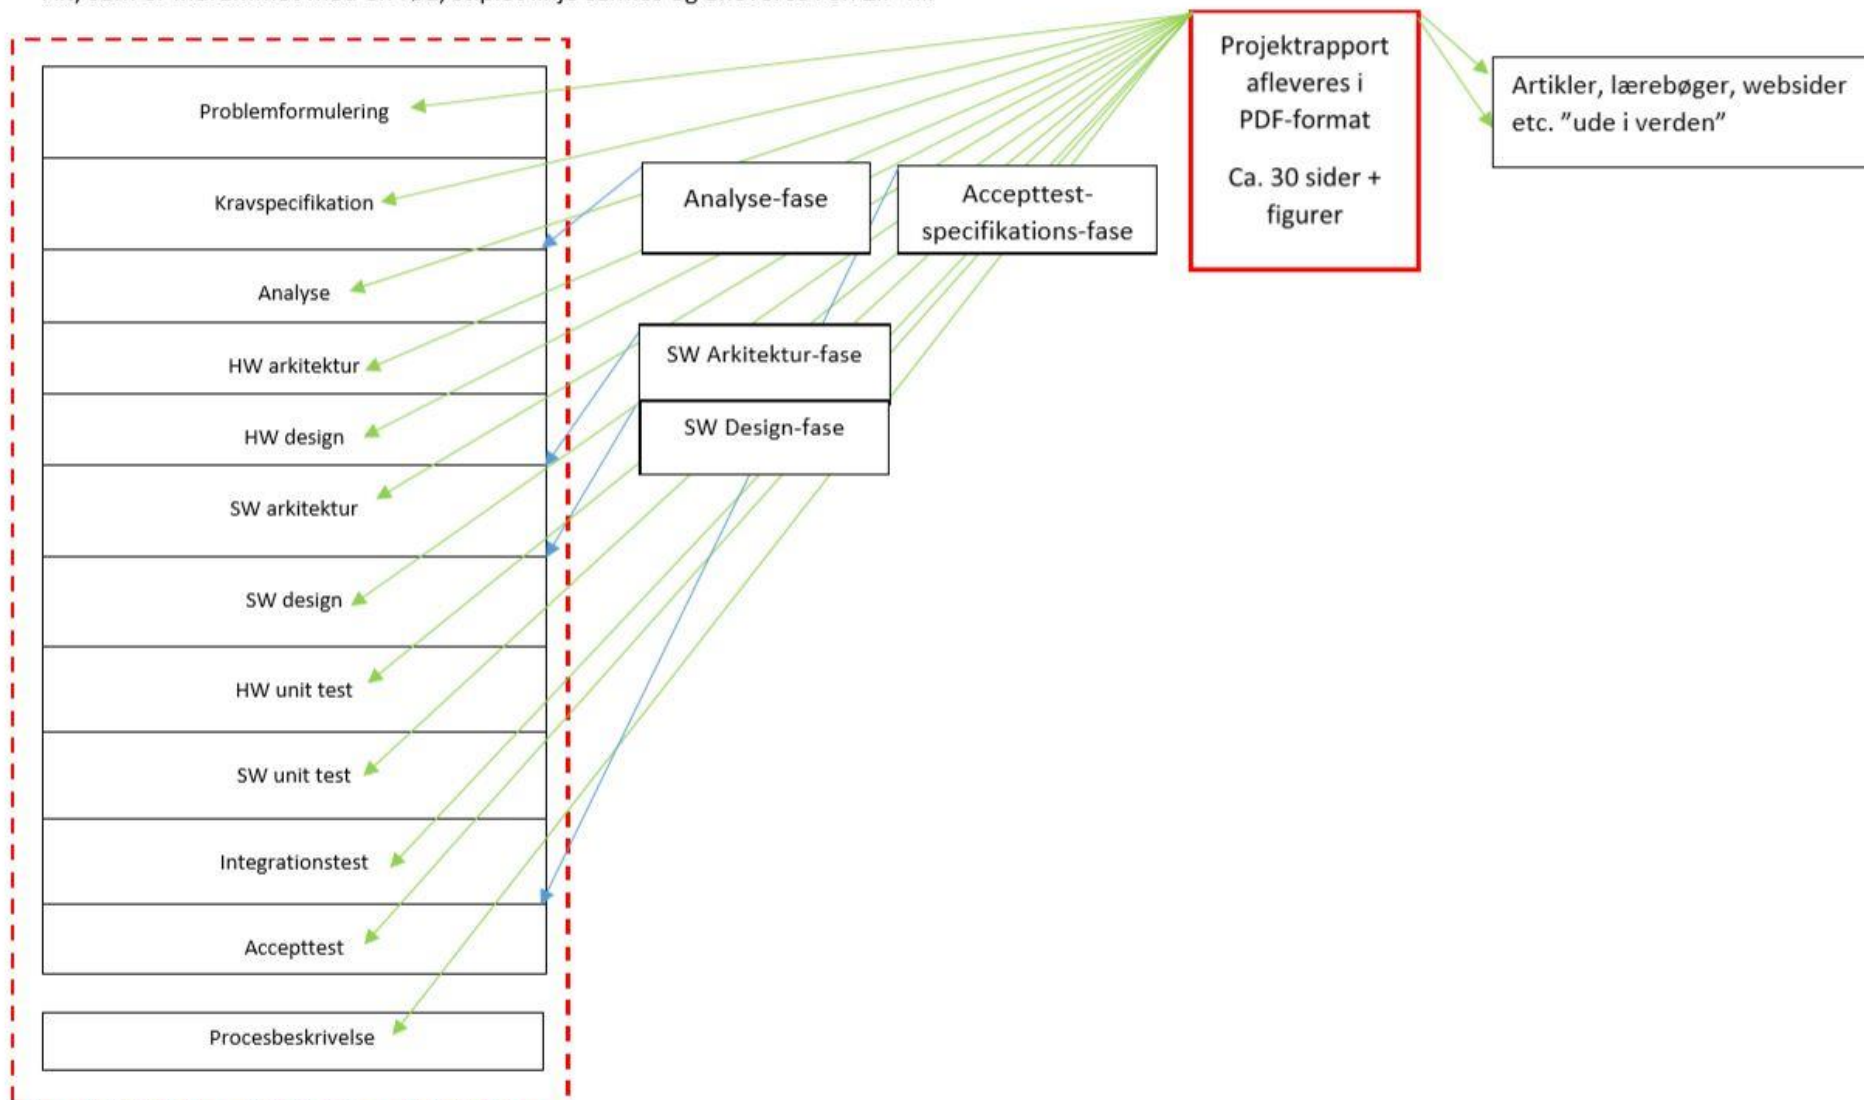 Problemformulering
Kravspecifikation
Analyse
HW arkitektur
HW design
SW arkitektur
SW design
HW unit test
SW unit test
Integrationstest
Accepttest
Procesbeskrivelse
Analyse-fase
Accepttest-
specifikations-fase
SW Arkitektur-fase
SW Design-fase
Projektrapport
afleveres i
PDF-format
Ca. 30 sider +
figurer
Artikler, lærebøger, websider
etc. ”ude i verden”